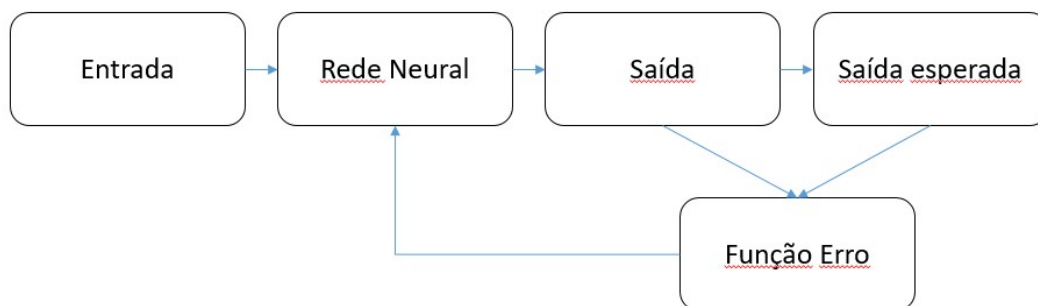 Entrada
Rede Neural
Saída
Saída esperada
Função Erro